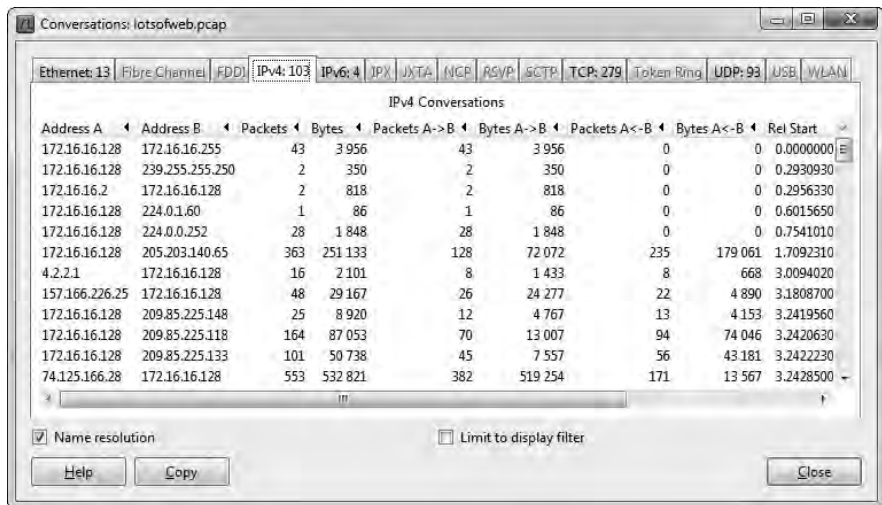 Conversations: lotsofweb.pcap
Ethernet: 13 Fibre Channel FDDI IPv4: 103 IPv6: 4 IPX JXTA NCP RSVP SCTP TCP: 279 Token Ring UDP: 93 USB WLAN
IPv4 Conversations
Address A Address B Packets Bytes Packets A->B Bytes A->B Packets A<-B Bytes A<-B Rel Start
172.16.16.128 172.16.16.255 43 3 956 43 3 956 0 0 0.0000000
172.16.16.128 239.255.255.250 2 350 2 350 0 0 0.2930930
172.16.16.2 172.16.16.128 2 818 2 818 0 0 0.2956330
172.16.16.128 224.0.1.60 1 86 1 86 0 0 0.6015650
172.16.16.128 224.0.0.252 28 1 848 28 1 848 0 0 0.7541010
172.16.16.128 205.203.140.65 363 251 133 128 72 072 235 179 061 1.7092310
4.2.2.1 172.16.16.128 16 2 101 8 1 433 8 668 3.0094020
157.166.226.25 172.16.16.128 48 29 167 26 24 277 22 4 890 3.1808700
172.16.16.128 209.85.225.148 25 8 920 12 4 767 13 4 153 3.2419560
172.16.16.128 209.85.225.118 164 87 053 70 13 007 94 74 046 3.2420630
172.16.16.128 209.85.225.133 101 50 738 45 7 557 56 43 181 3.2422230
74.125.166.28 172.16.16.128 553 532 821 382 519 254 171 13 567 3.2428500
Name resolution Limit to display filter
Help Copy Close